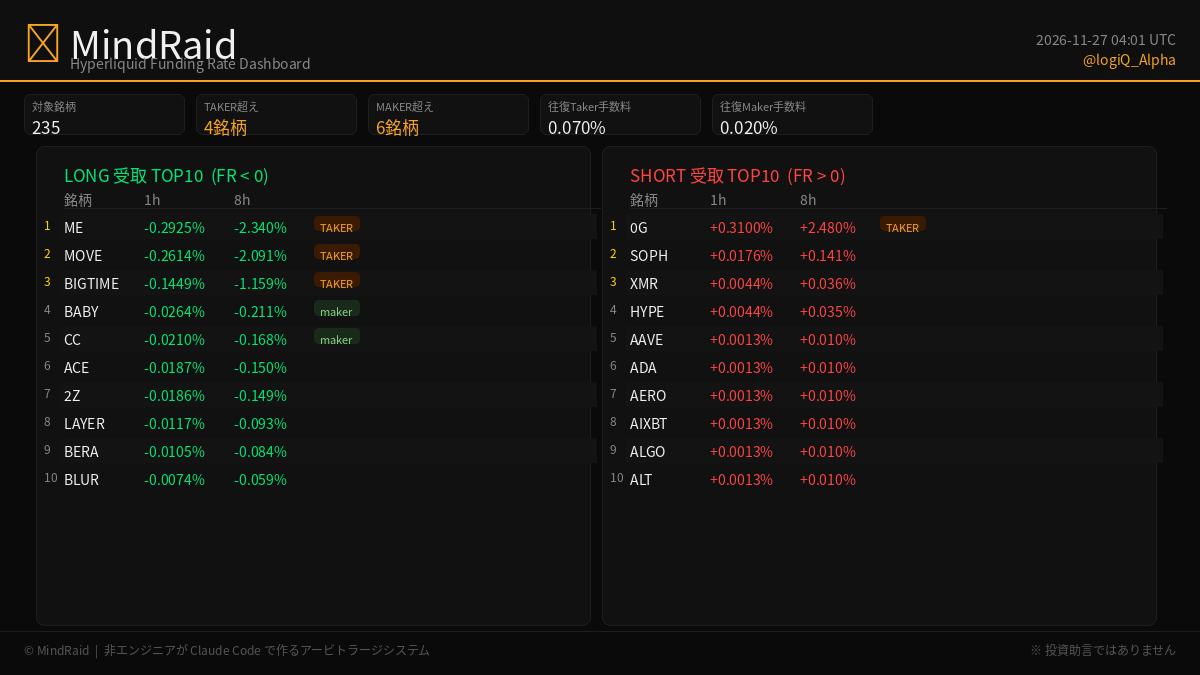 MindRaid
Hyperliquid Funding Rate Dashboard
2026-11-27 04:01 UTC
@logiQ_Alpha
対象銘柄
235
TAKER超え
4銘柄
MAKER超え
6銘柄
往復Taker手数料
0.070%
往復Maker手数料
0.020%
LONG 受取 TOP10 (FR < 0)
銘柄 1h 8h
1 ME -0.2925% -2.340% TAKER
2 MOVE -0.2614% -2.091% TAKER
3 BIGTIME -0.1449% -1.159% TAKER
4 BABY -0.0264% -0.211% maker
5 CC -0.0210% -0.168% maker
6 ACE -0.0187% -0.150%
7 2Z -0.0186% -0.149%
8 LAYER -0.0117% -0.093%
9 BERA -0.0105% -0.084%
10 BLUR -0.0074% -0.059%
SHORT 受取 TOP10 (FR > 0)
銘柄 1h 8h
1 0G +0.3100% +2.480% TAKER
2 SOPH +0.0176% +0.141%
3 XMR +0.0044% +0.036%
4 HYPE +0.0044% +0.035%
5 AAVE +0.0013% +0.010%
6 ADA +0.0013% +0.010%
7 AERO +0.0013% +0.010%
8 AIXBT +0.0013% +0.010%
9 ALGO +0.0013% +0.010%
10 ALT +0.0013% +0.010%
© MindRaid | 非エンジニアが Claude Code で作るアービトラージシステム
※ 投資助言ではありません